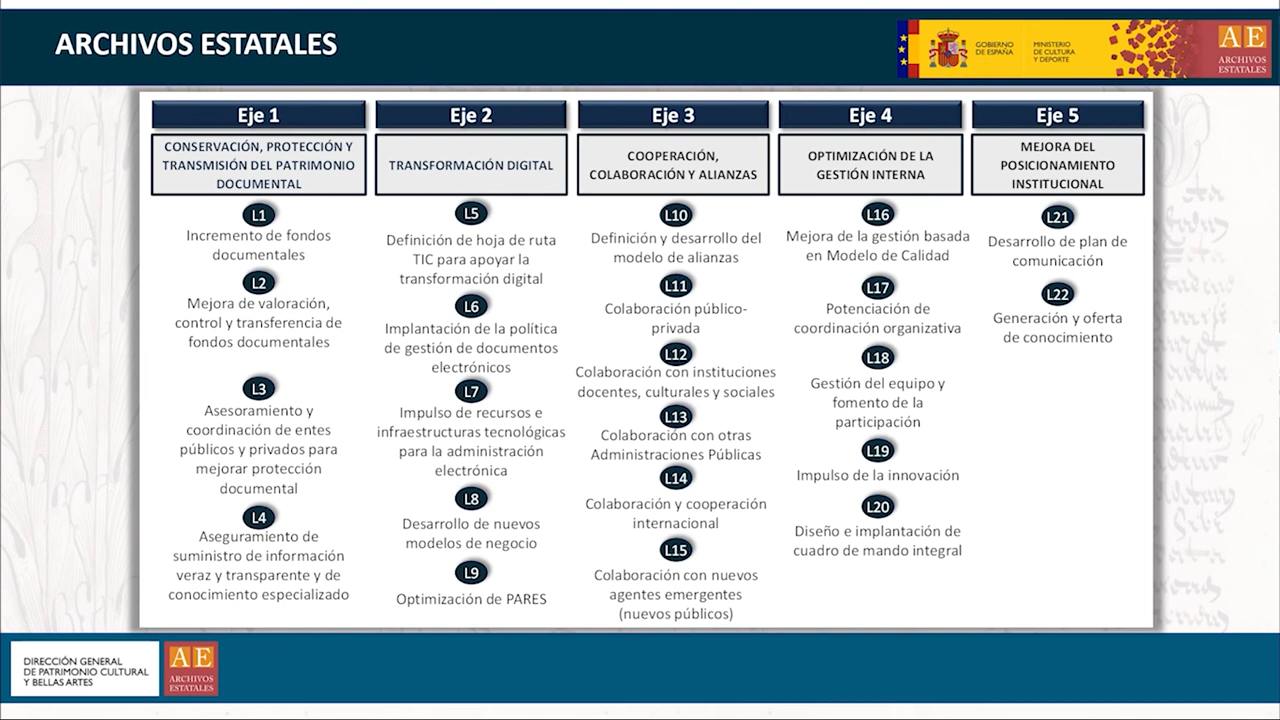 ARCHIVOS ESTATALES
GOBIERNO
DE ESPAÑA
MINISTERIO
DE CULTURA
Y DEPORTE
AE
ARCHIVOS
ESTATALES
Eje 1
CONSERVACIÓN, PROTECCIÓN Y
TRANSMISIÓN DEL PATRIMONIO
DOCUMENTAL
L1
Incremento de fondos
documentales
L2
Mejora de valoración,
control y transferencia de
fondos documentales
L3
Asesoramiento y
coordinación de entes
públicos y privados para
mejorar protección
documental
L4
Aseguramiento de
suministro de información
veraz y transparente y de
conocimiento especializado
Eje 2
TRANSFORMACIÓN DIGITAL
L5
Definición de hoja de ruta
TIC para apoyar la
transformación digital
L6
Implantación de la política
de gestión de documentos
electrónicos
L7
Impulso de recursos e
infraestructuras tecnológicas
para la administración
electrónica
L8
Desarrollo de nuevos
modelos de negocio
L9
Optimización de PARES
Eje 3
COOPERACIÓN,
COLABORACIÓN Y ALIANZAS
L10
Definición y desarrollo del
modelo de alianzas
L11
Colaboración público-
privada
L12
Colaboración con instituciones
docentes, culturales y sociales
L13
Colaboración con otras
Administraciones Públicas
L14
Colaboración y cooperación
internacional
L15
Colaboración con nuevos
agentes emergentes
(nuevos públicos)
Eje 4
OPTIMIZACIÓN DE LA
GESTIÓN INTERNA
L16
Mejora de la gestión basada
en Modelo de Calidad
L17
Potenciación de
coordinación organizativa
L18
Gestión del equipo y
fomento de la
participación
L19
Impulso de la innovación
L20
Diseño e implantación de
cuadro de mando integral
Eje 5
MEJORA DEL
POSICIONAMIENTO
INSTITUCIONAL
L21
Desarrollo de plan de
comunicación
L22
Generación y oferta
de conocimiento
DIRECCIÓN GENERAL
DE PATRIMONIO CULTURAL
Y BELLAS ARTES
AE
ARCHIVOS
ESTATALES